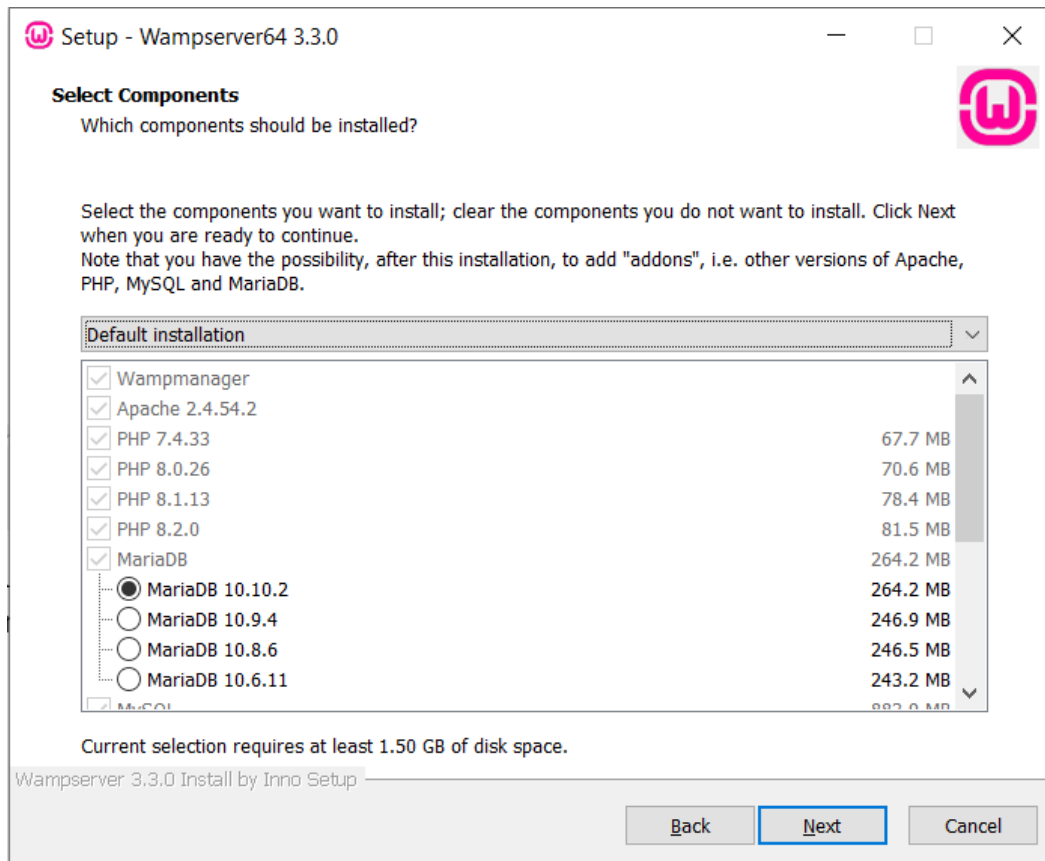 Setup - Wampserver64 3.3.0
Select Components
Which components should be installed?
Select the components you want to install; clear the components you do not want to install. Click Next
when you are ready to continue.
Note that you have the possibility, after this installation, to add "addons", i.e. other versions of Apache,
PHP, MySQL and MariaDB.
Default installation
Wampmanager
Apache 2.4.54.2
PHP 7.4.33 67.7 MB
PHP 8.0.26 70.6 MB
PHP 8.1.13 78.4 MB
PHP 8.2.0 81.5 MB
MariaDB 264.2 MB
MariaDB 10.10.2 264.2 MB
MariaDB 10.9.4 246.9 MB
MariaDB 10.8.6 246.5 MB
MariaDB 10.6.11 243.2 MB
MySQL
Current selection requires at least 1.50 GB of disk space.
Wampserver 3.3.0 Install by Inno Setup
Back Next Cancel